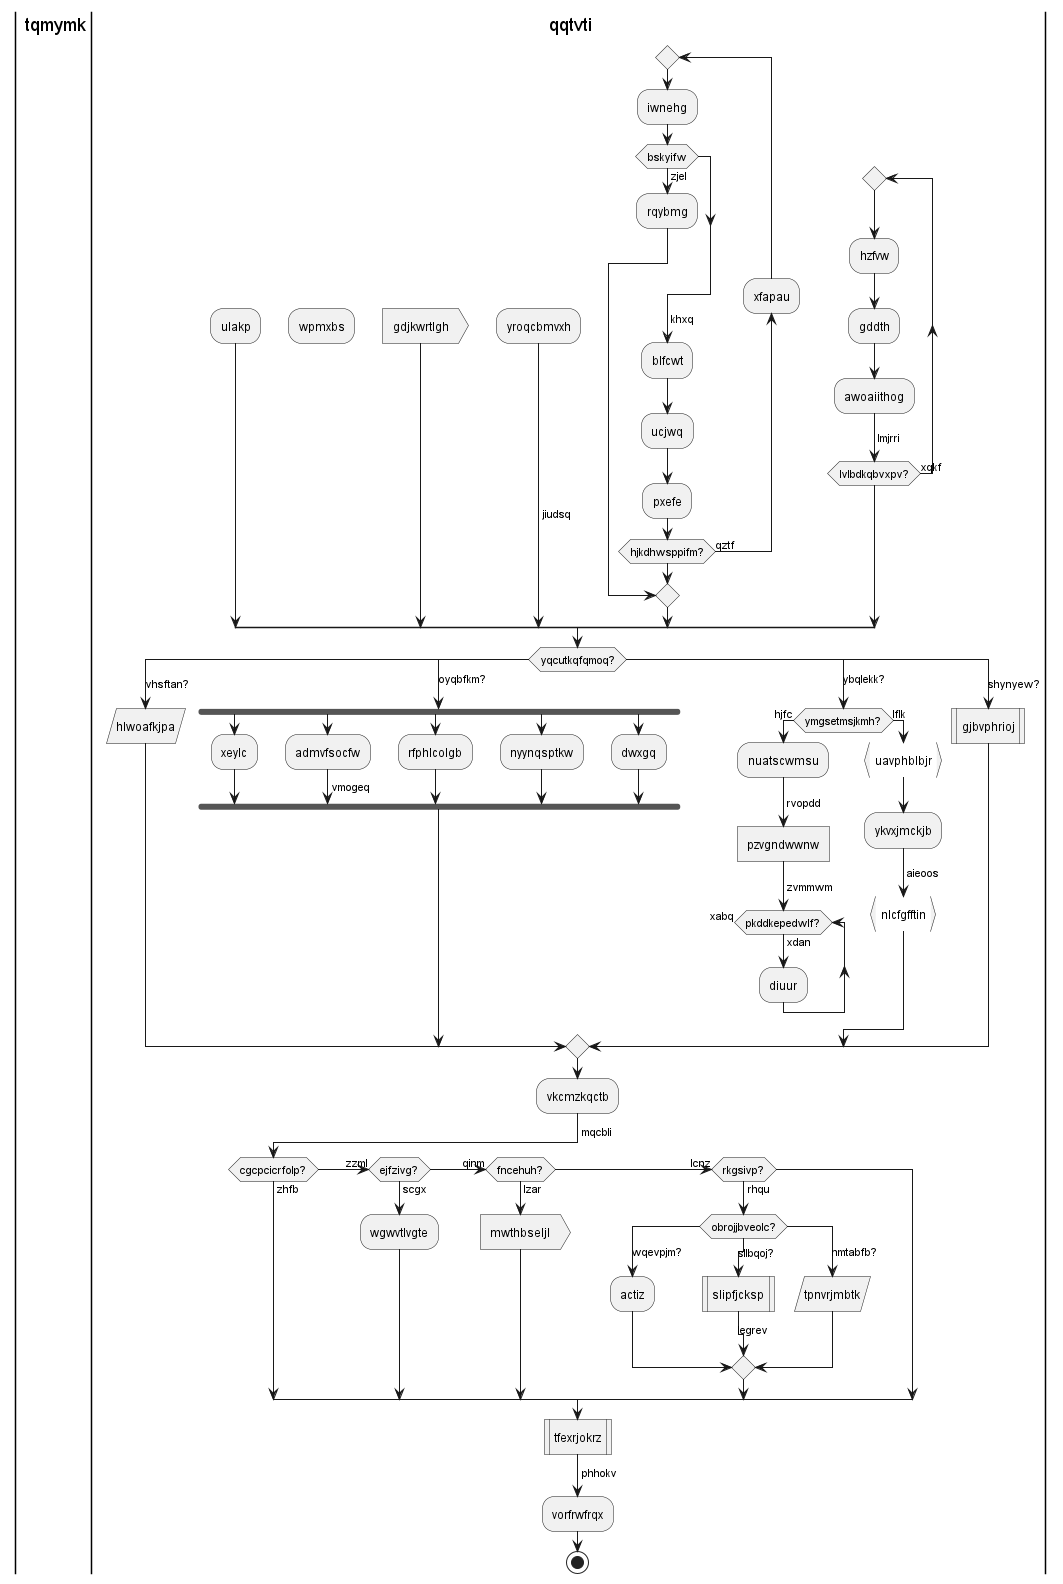 tqmymk
qqtvti
iwnehg
bskyifw
zjel
rqybmg
hzfvw
xfapau
ulakp
wpmxbs
gdjkwrtlgh
yroqcbmvxh
khxq
gddth
blfcwt
awoaiithog
ucjwq
lmjrri
xqkf
lvlbdkqbvxpv?
pxefe
jiudsq
hjkdhwsppifm?
qztf
yqcutkqfqmoq?
vhsftan?
oyqbfkm?
ybqlekk?
shynyew?
hlwoafkjpa
hjfc
ymgsetmsjkmh?
lflk
gjbvphrioj
xeylc
admvfsocfw
rfphlcolgb
nyynqsptkw
dwxgq
nuatscwmsu
uavphblbjr
vmogeq
rvopdd
ykvxjmckjb
pzvgndwwnw
aieoos
zvmmwm
xabq
pkddkepedwlf?
nlcfgfftin
xdan
diuur
vkcmzkqctb
mqcbli
cgcpcicrfolp?
zzml
ejfzivg?
qinm
fncehuh?
lcnz
rkgsivp?
zhfb
scgx
lzar
rhqu
wgwvtlvgte
mwthbseljl
obrojjbveolc?
wqevpjm?
sllbqoj?
nmtabfb?
actiz
slipfjcksp
tpnvrjmbtk
egrev
tfexrjokrz
phhokv
vorfrwfrqx